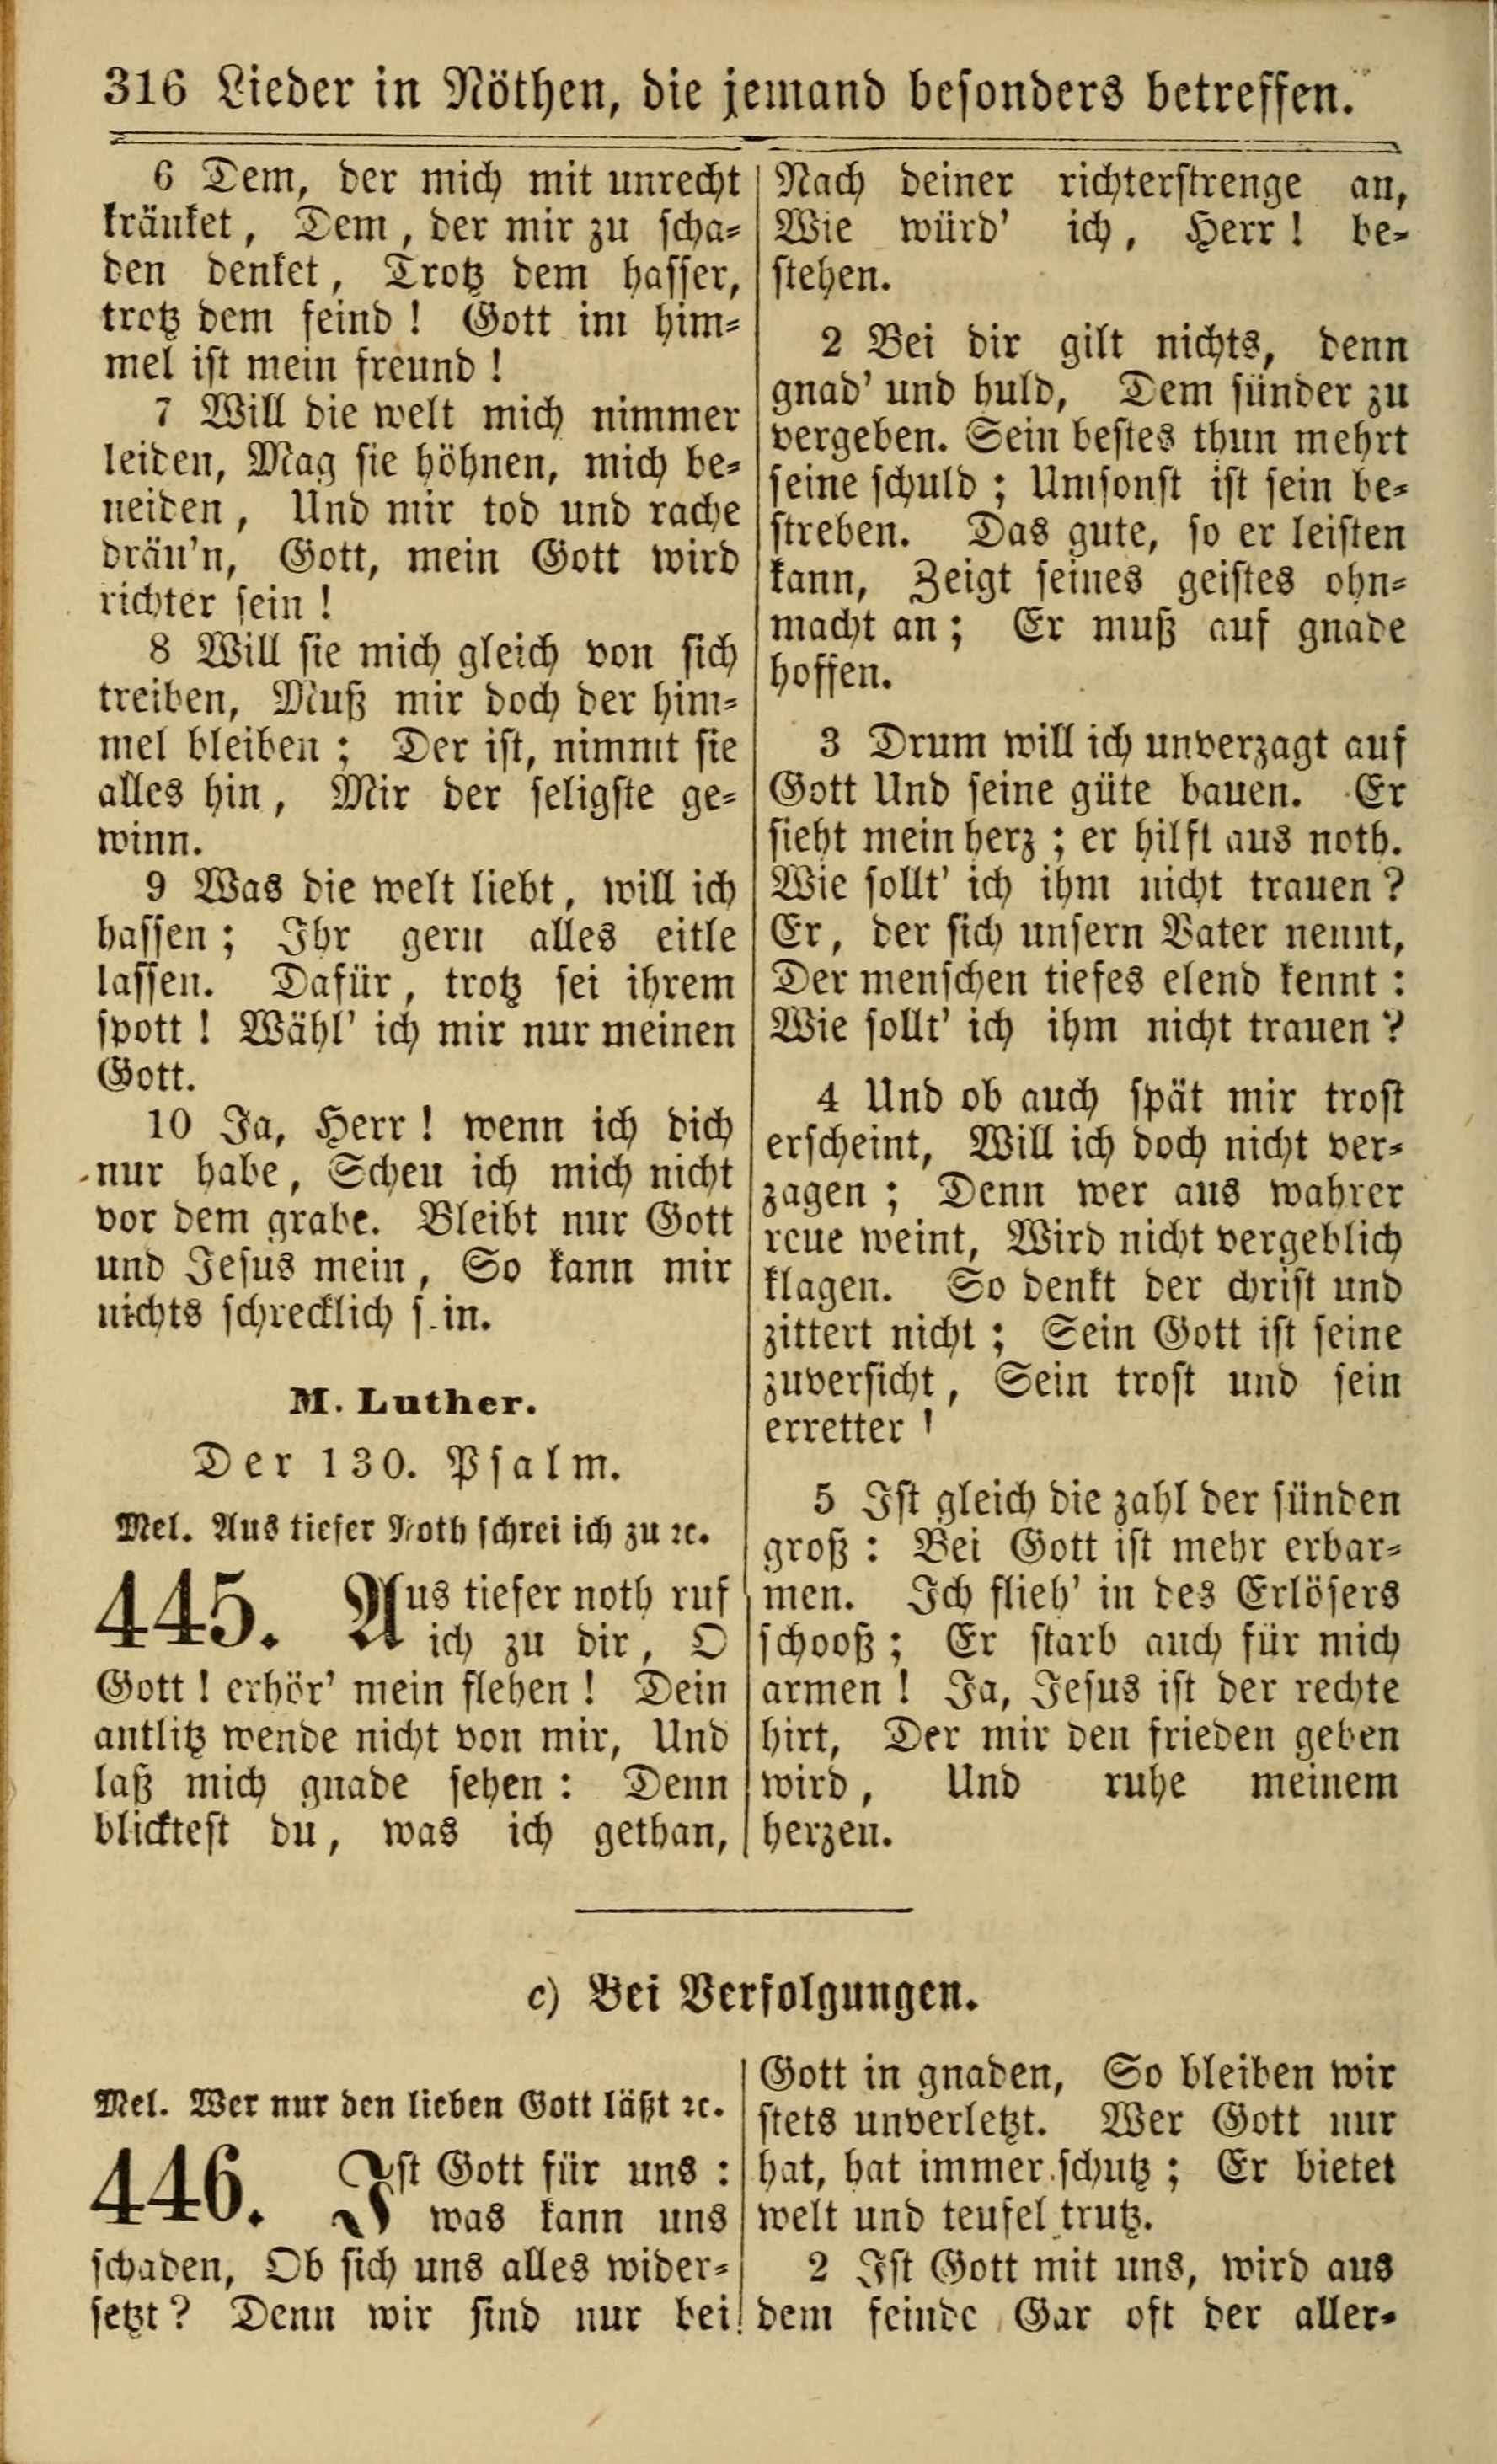 316 Lieder in Nöthen, die jemand besonders betreffen.
6 Dem, der mich mit unrecht
kränket, Dem, der mir zu scha-
den denket, Trotz dem hasser,
trotz dem feind! Gott im him-
mel ist mein freund!
7 Will die welt mich nimmer
leiden, Mag sie höhnen, mich be-
neiden, Und mir tod und rache
dräu'n, Gott, mein Gott wird
richter sein!
8 Will sie mich gleich von sich
treiben, Muß mir doch der him-
mel bleiben; Der ist, nimmt sie
alles hin, Mir der seligste ge-
winn.
9 Was die welt liebt, will ich
hassen; Ihr gern alles eitle
lassen. Dafür, trotz sei ihrem
spott! Wähl' ich mir nur meinen
Gott.
10 Ja, Herr! wenn ich dich
nur habe, Scheu ich mich nicht
vor dem grabe. Bleibt nur Gott
und Jesus mein, So kann mir
nichts schrecklich sein.
M. Luther.
Der 130. Psalm.
Mel. Aus tiefer Noth schrei ich zu ꝛc.
445. Aus tiefer noth ruf
ich zu dir, O
Gott! erhör' mein flehen! Dein
antlitz wende nicht von mir, Und
laß mich gnade sehen: Denn
blicktest du, was ich gethan,
Nach deiner richterstrenge an,
Wie würd' ich, Herr! be-
stehen.
2 Bei dir gilt nichts, denn
gnad' und huld, Dem sünder zu
vergeben. Sein bestes thun mehrt
seine schuld; Umsonst ist sein be-
streben. Das gute, so er leisten
kann, Zeigt seines geistes ohn-
macht an; Er muß auf gnade
hoffen.
3 Drum will ich unverzagt auf
Gott Und seine güte bauen. Er
sieht mein herz; er hilft aus noth.
Wie sollt' ich ihm nicht trauen?
Er, der sich unsern Vater nennt,
Der menschen tiefes elend kennt:
Wie sollt' ich ihm nicht trauen?
4 Und ob auch spät mir trost
erscheint, Will ich doch nicht ver-
zagen; Denn wer aus wahrer
reue weint, Wird nicht vergeblich
klagen. So denkt der christ und
zittert nicht; Sein Gott ist seine
zuversicht, Sein trost und sein
erretter!
5 Ist gleich die zahl der sünden
groß: Bei Gott ist mehr erbar-
men. Ich flieh' in des Erlösers
schooß; Er starb auch für mich
armen! Ja, Jesus ist der rechte
hirt, Der mir den frieden geben
wird, Und ruhe meinem
herzen.
c) Bei Verfolgungen.
Mel. Wer nur den lieben Gott läßt ꝛc.
446. Ist Gott für uns:
was kann uns
schaden, Ob sich uns alles wider-
setzt? Denn wir sind nur bei
Gott in gnaden, So bleiben wir
stets unverletzt. Wer Gott nur
hat, hat immer schutz; Er bietet
welt und teufel trutz.
2 Ist Gott mit uns, wird aus
dem feinde Gar oft der aller-